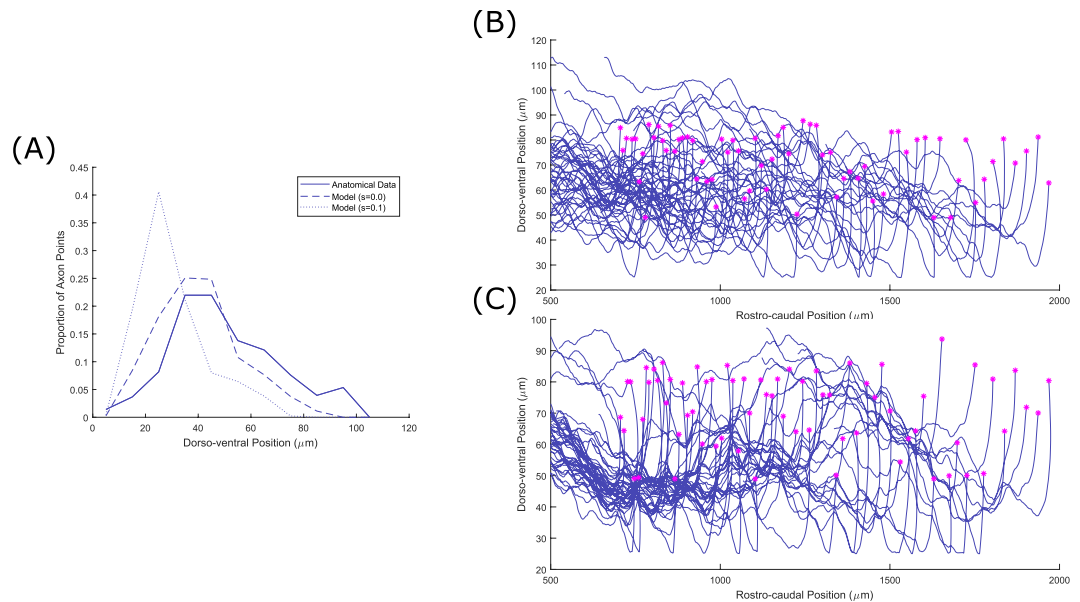 (A)
0.45
0.4
0.35
0.3
0.25
0.2
0.15
0.1
0.05
0
Proportion of Axon Points
0 20 40 60 80 100 120
Dorso-ventral Position (μm)
Anatomical Data
Model (s=0.0)
Model (s=0.1)
(B)
120
110
100
90
80
70
60
50
40
30
20
Dorso-ventral Position (μm)
500 1000 1500 2000
Rostro-caudal Position (μm)
(C)
100
90
80
70
60
50
40
30
20
Dorso-ventral Position (μm)
500 1000 1500 2000
Rostro-caudal Position (μm)